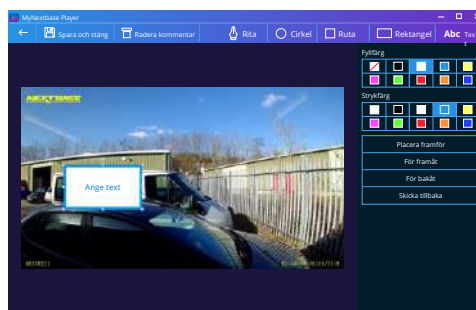 MyNextbase Player
Spara och stäng
Radera kommentar
Rita
Cirkel
Ruta
Rektangel
Abc Text
Fyllfärg
Strykfärg
Placera framför
För framåt
För bakåt
Skicka tillbaka
NEXTBASE
Ange text